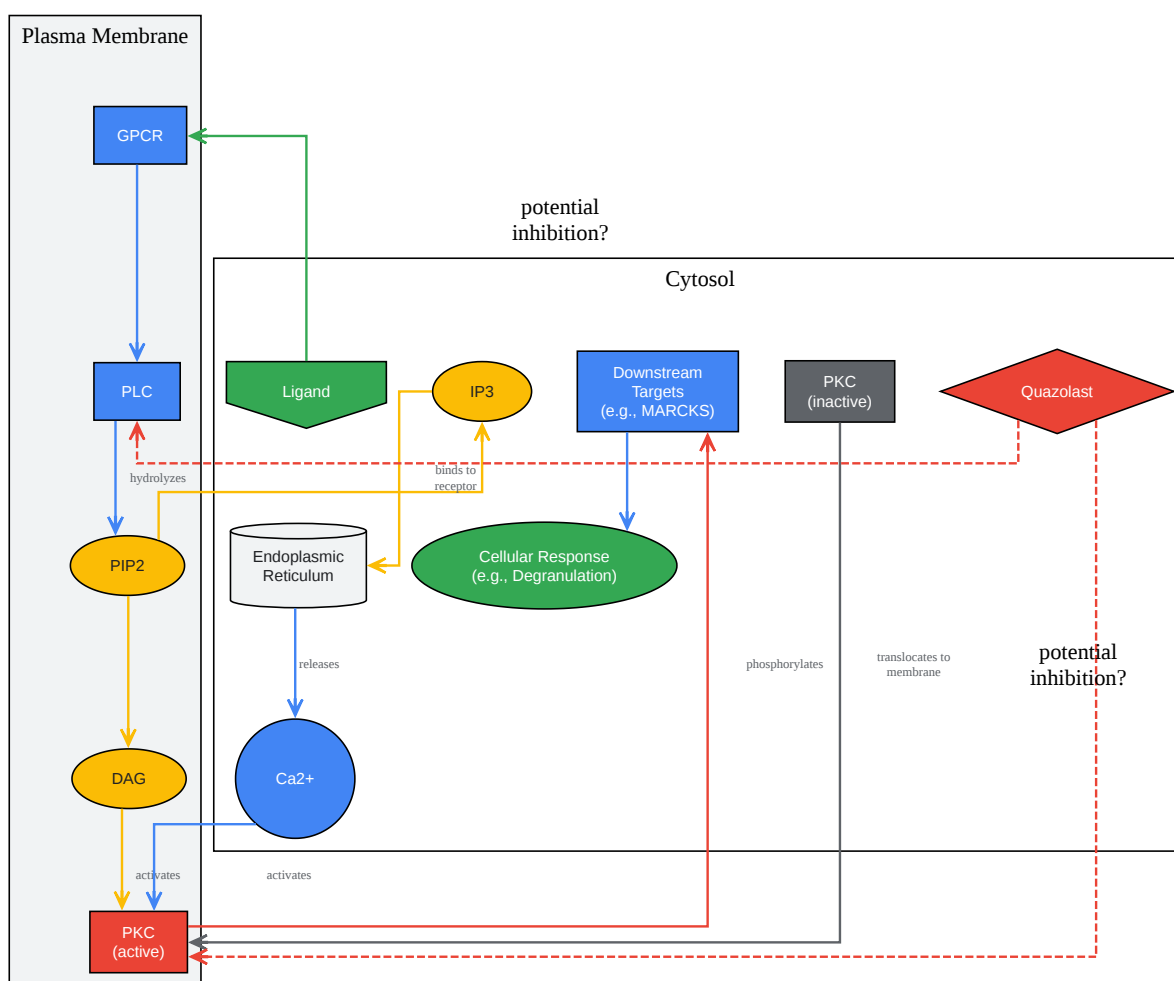 Plasma Membrane
GPCR
potential
inhibition?
Cytosol
PLC
Ligand
IP3
Downstream
Targets
(e.g., MARCKS)
PKC
(inactive)
Quazolast
hydrolyzes
binds to
receptor
PIP2
Endoplasmic
Reticulum
Cellular Response
(e.g., Degranulation)
releases
phosphorylates
translocates to
membrane
potential
inhibition?
DAG
Ca2+
activates
activates
PKC
(active)